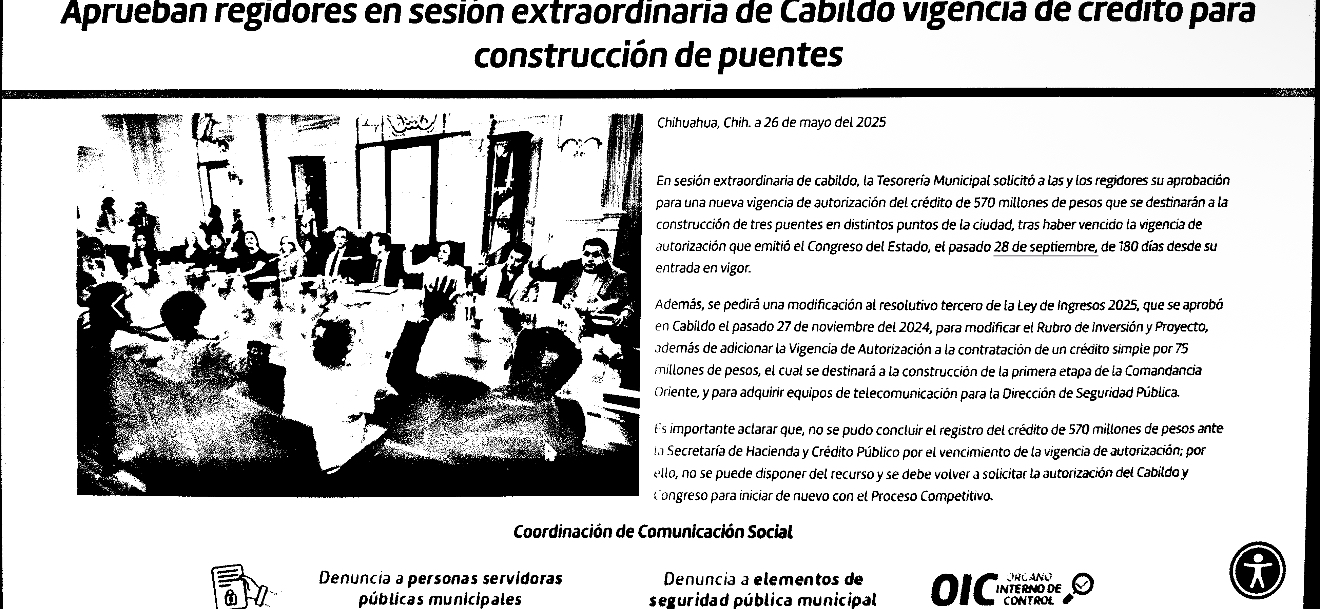 Aprueban regidores en sesión extraordinaria de Cabildo vigencia de crédito para
construcción de puentes
Chihuahua, Chih. a 26 de mayo del 2025
En sesión extraordinaria de cabildo, la Tesorería Municipal solicitó a las y los regidores su aprobación
para una nueva vigencia de autorización del crédito de 570 millones de pesos que se destinarán a la
construcción de tres puentes en distintos puntos de la ciudad, tras haber vencido la vigencia de
autorización que emitió el Congreso del Estado, el pasado 28 de septiembre, de 180 días desde su
entrada en vigor.
Además, se pedirá una modificación al resolutivo tercero de la Ley de Ingresos 2025, que se aprobó
en Cabildo el pasado 27 de noviembre del 2024, para modificar el Rubro de Inversión y Proyecto,
además de adicionar la Vigencia de Autorización a la contratación de un crédito simple por 75
millones de pesos, el cual se destinará a la construcción de la primera etapa de la Comandancia
Oriente, y para adquirir equipos de telecomunicación para la Dirección de Seguridad Pública.
Es importante aclarar que, no se pudo concluir el registro del crédito de 570 millones de pesos ante
la Secretaría de Hacienda y Crédito Público por el vencimiento de la vigencia de autorización; por
ello, no se puede disponer del recurso y se debe volver a solicitar la autorización del Cabildo y
Congreso para iniciar de nuevo con el Proceso Competitivo.
Coordinación de Comunicación Social
Denuncia a personas servidoras
públicas municipales
Denuncia a elementos de
seguridad pública municipal
OIC ÓRGANO
INTERNO DE
CONTROL